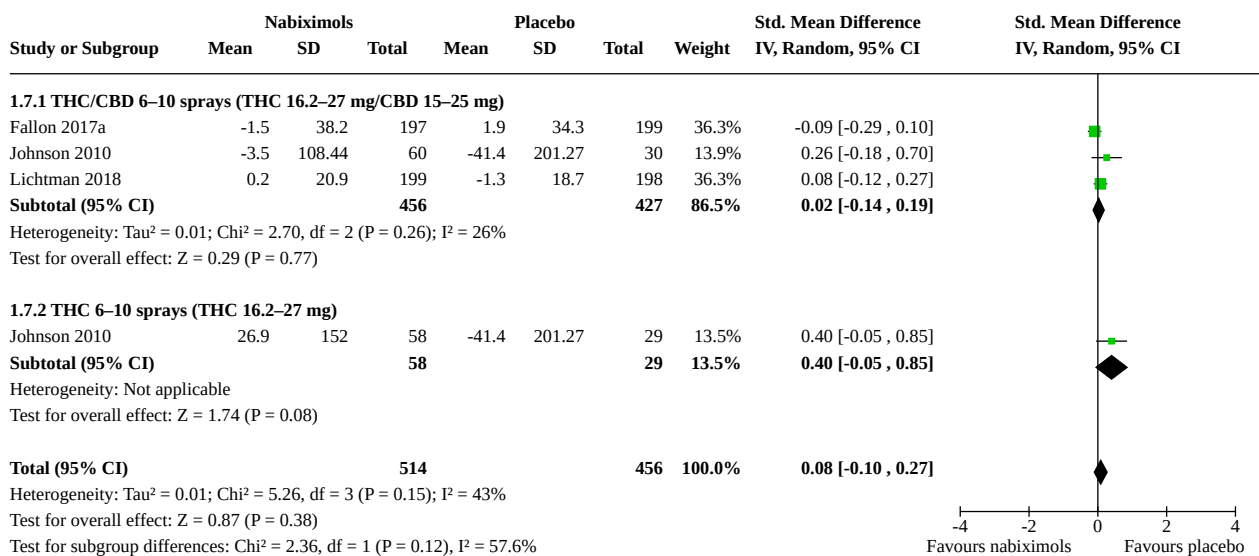 Nabiximols Placebo Std. Mean Difference Std. Mean Difference
Study or Subgroup Mean SD Total Mean SD Total Weight IV, Random, 95% CI IV, Random, 95% CI
1.7.1 THC/CBD 6–10 sprays (THC 16.2–27 mg/CBD 15–25 mg)
Fallon 2017a -1.5 38.2 197 1.9 34.3 199 36.3% -0.09 [-0.29 , 0.10]
Johnson 2010 -3.5 108.44 60 -41.4 201.27 30 13.9% 0.26 [-0.18 , 0.70]
Lichtman 2018 0.2 20.9 199 -1.3 18.7 198 36.3% 0.08 [-0.12 , 0.27]
Subtotal (95% CI) 456 427 86.5% 0.02 [-0.14 , 0.19]
Heterogeneity: Tau² = 0.01; Chi² = 2.70, df = 2 (P = 0.26); I² = 26%
Test for overall effect: Z = 0.29 (P = 0.77)
1.7.2 THC 6–10 sprays (THC 16.2–27 mg)
Johnson 2010 26.9 152 58 -41.4 201.27 29 13.5% 0.40 [-0.05 , 0.85]
Subtotal (95% CI) 58 29 13.5% 0.40 [-0.05 , 0.85]
Heterogeneity: Not applicable
Test for overall effect: Z = 1.74 (P = 0.08)
Total (95% CI) 514 456 100.0% 0.08 [-0.10 , 0.27]
Heterogeneity: Tau² = 0.01; Chi² = 5.26, df = 3 (P = 0.15); I² = 43%
Test for overall effect: Z = 0.87 (P = 0.38)
Test for subgroup differences: Chi² = 2.36, df = 1 (P = 0.12), I² = 57.6%
-4 -2 0 2 4
Favours nabiximols Favours placebo